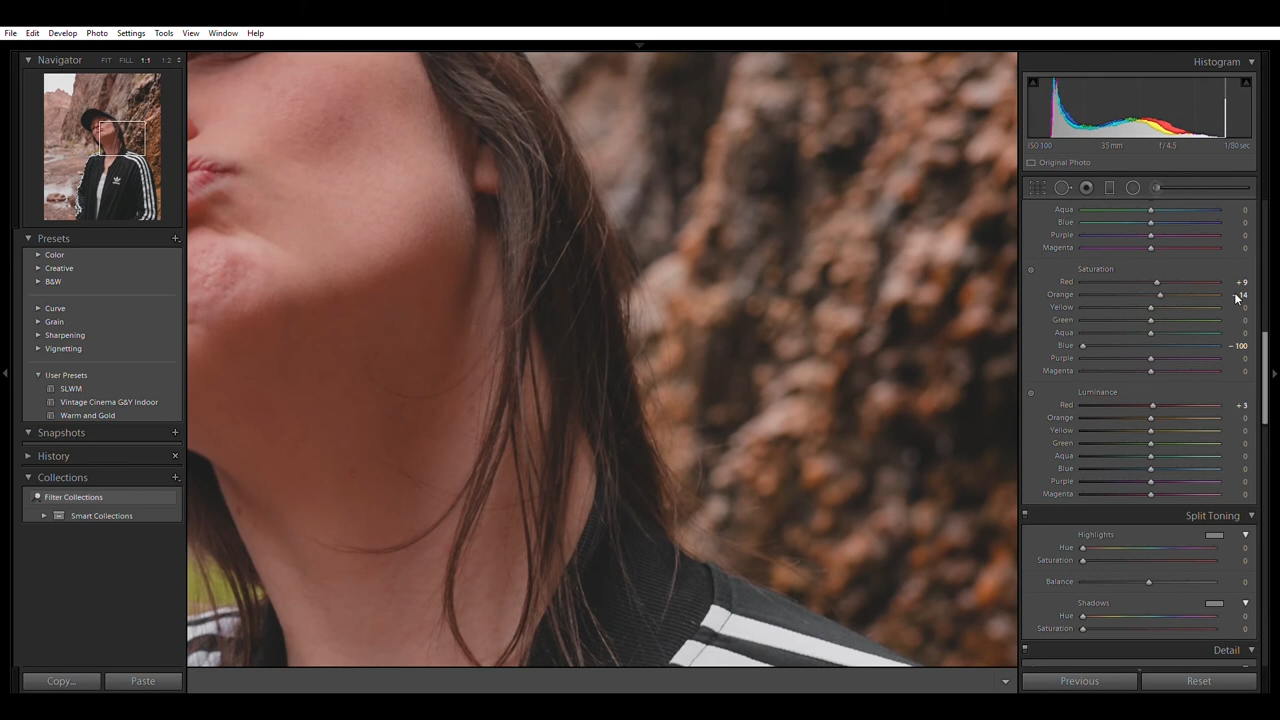 File Edit Develop Photo Settings Tools View Window Help
Navigator FIT FILL 1:1 1:2
Presets
Color
Creative
B&W
Curve
Grain
Sharpening
Vignetting
User Presets
SLWM
Vintage Cinema G&Y Indoor
Warm and Gold
Snapshots
History
Collections
Filter Collections
Smart Collections
Copy... Paste
Histogram
ISO 100 35 mm f / 4.5 1/80 sec
Original Photo
Aqua 0
Blue 0
Purple 0
Magenta 0
Saturation
Red + 9
Orange 14
Yellow 0
Green 0
Aqua 0
Blue - 100
Purple 0
Magenta 0
Luminance
Red + 3
Orange 0
Yellow 0
Green 0
Aqua 0
Blue 0
Purple 0
Magenta 0
Split Toning
Highlights
Hue 0
Saturation 0
Balance 0
Shadows
Hue 0
Saturation 0
Detail
Previous Reset